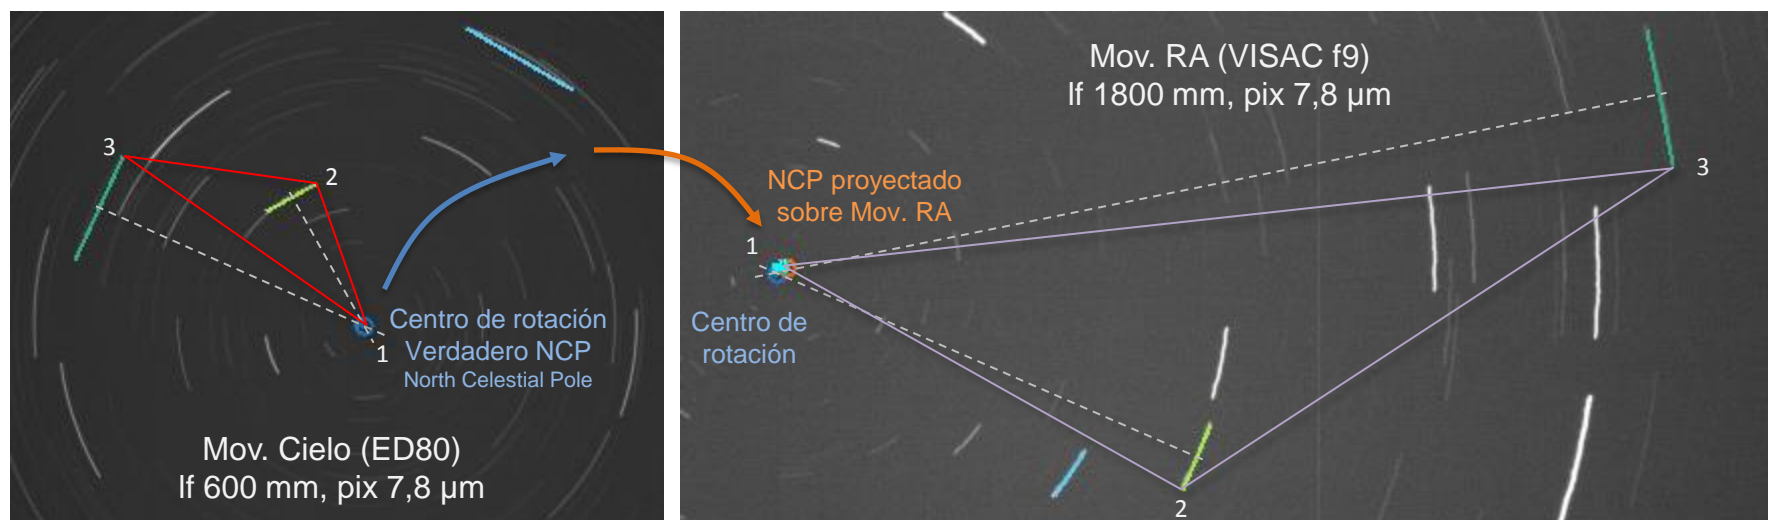 3
2
1
Centro de rotación
Verdadero NCP
North Celestial Pole
Mov. Cielo (ED80)
lf 600 mm, pix 7,8 µm
Mov. RA (VISAC f9)
lf 1800 mm, pix 7,8 µm
NCP proyectado
sobre Mov. RA
1
3
Centro de
rotación
2